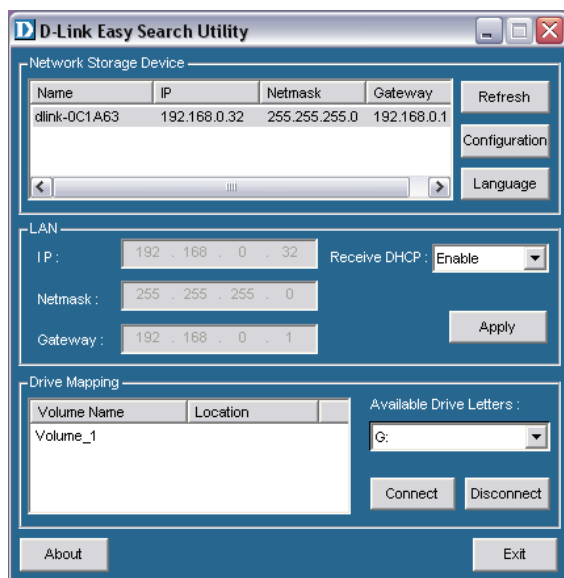 D D-Link Easy Search Utility
Network Storage Device
Name IP Netmask Gateway
dlink-0C1A63 192.168.0.32 255.255.255.0 192.168.0.1
Refresh
Configuration
Language
LAN
IP : 192 . 168 . 0 . 32 Receive DHCP : Enable
Netmask : 255 . 255 . 255 . 0
Gateway : 192 . 168 . 0 . 1
Apply
Drive Mapping
Volume Name Location
Volume_1
Available Drive Letters :
G:
Connect Disconnect
About Exit